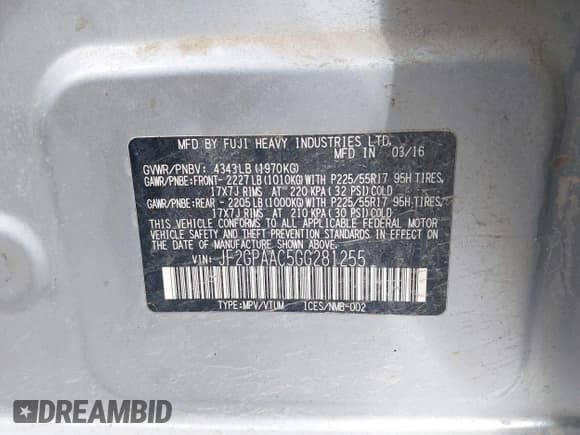 MFD BY FUJI HEAVY INDUSTRIES LTD.
MFD IN 03/16
GVWR/PNBV: 4343LB (1970KG)
GAWR/PNBE:FRONT- 2227LB(1010KG)WITH P225/55R17 95H TIRES,
17X7J RIMS AT 220 KPA(32 PSI)COLD
GAWR/PNBE:REAR - 2205LB(1000KG)WITH P225/55R17 95H TIRES,
17X7J RIMS AT 210 KPA(30 PSI)COLD
THIS VEHICLE CONFORMS TO ALL APPLICABLE FEDERAL MOTOR
VEHICLE SAFETY AND THEFT PREVENTION STANDARDS IN EFFECT
ON THE DATE OF MANUFACTURE SHOWN ABOVE.
VIN: JF2GPAAC5GG281255
TYPE:MPV/VTUM ICES/NMB-002
DREAMBID